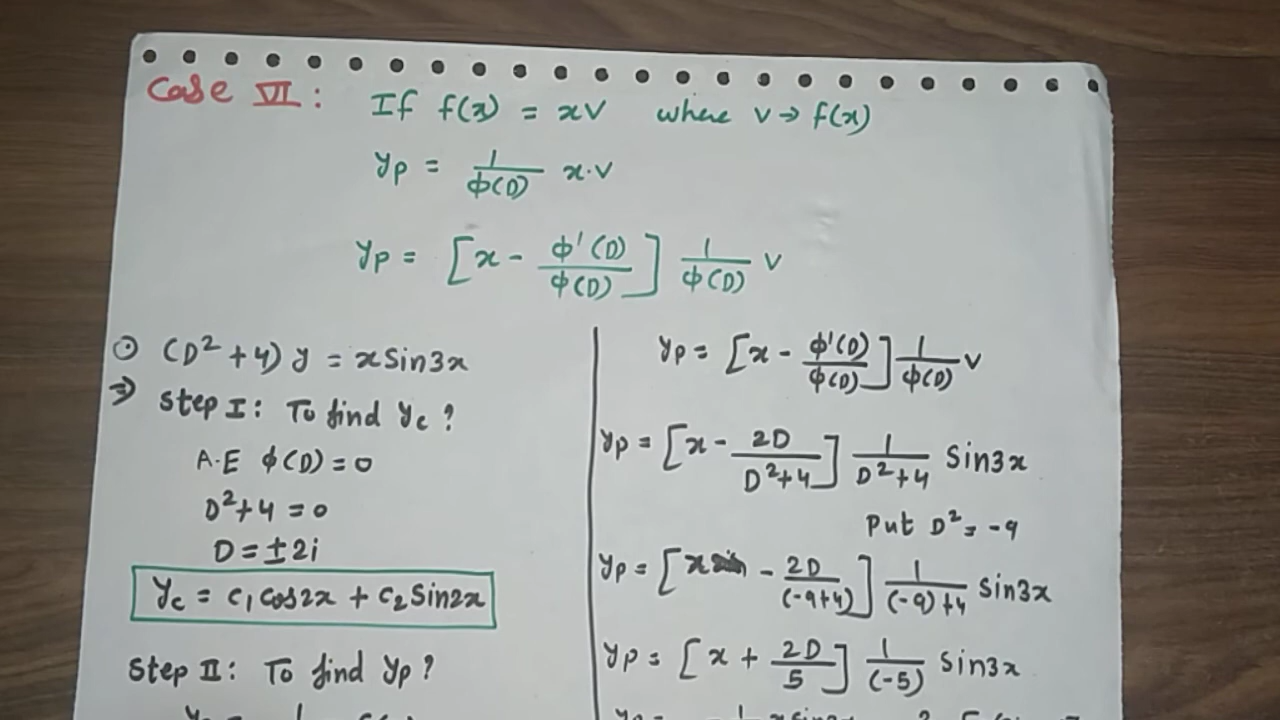 Case VI : If f(x) = xV where V → f(x)
yp = 1/ϕ(D) x·V
yp = [x - ϕ'(D)/ϕ(D)] 1/ϕ(D) V
⊙ (D² + 4) y = x Sin3x
⇒ Step I : To find yc ?
A.E ϕ(D) = 0
D² + 4 = 0
D = ± 2i
yc = c₁ cos2x + c₂ Sin2x
Step II : To find yp ?
yp = [x - ϕ'(D)/ϕ(D)] 1/ϕ(D) V
yp = [x - 2D/D²+4] 1/D²+4 Sin3x
Put D² = -9
yp = [x - 2D/(-9+4)] 1/(-9)+4 Sin3x
yp = [x + 2D/5] 1/(-5) Sin3x